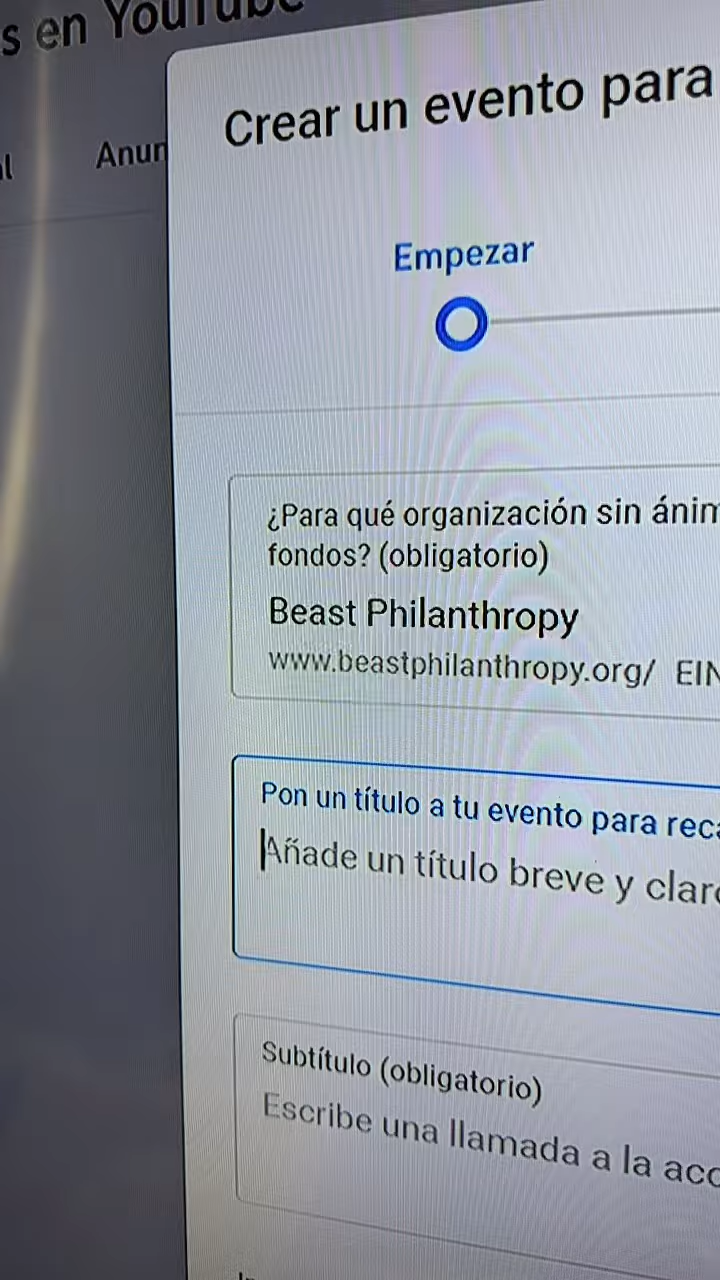 s en YouTube
Anun
Crear un evento para
Empezar
¿Para qué organización sin ánim
fondos? (obligatorio)
Beast Philanthropy
www.beastphilanthropy.org/ EIN
Pon un título a tu evento para reca
Añade un título breve y claro
Subtítulo (obligatorio)
Escribe una llamada a la acc